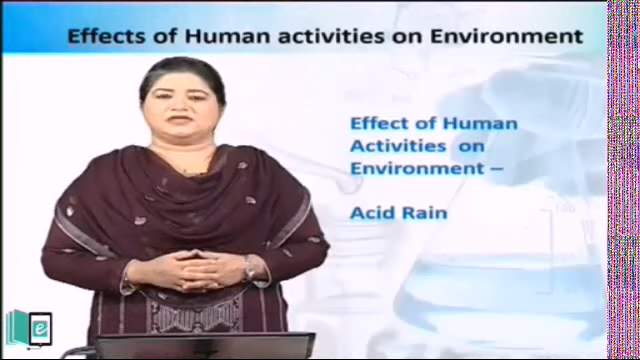 Effects of Human activities on Environment
Effect of Human
Activities on
Environment –
Acid Rain
e